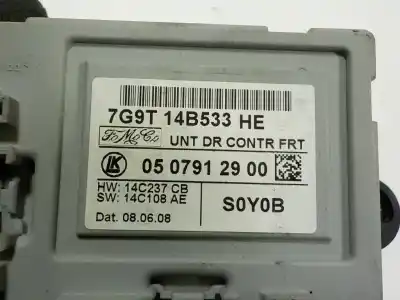 7G9T 14B533 HE
FoMoCo UNT DR CONTR FRT
LK 05 0791 29 00
HW: 14C237 CB
SW: 14C108 AE
Dat. 08.06.08
S0Y0B